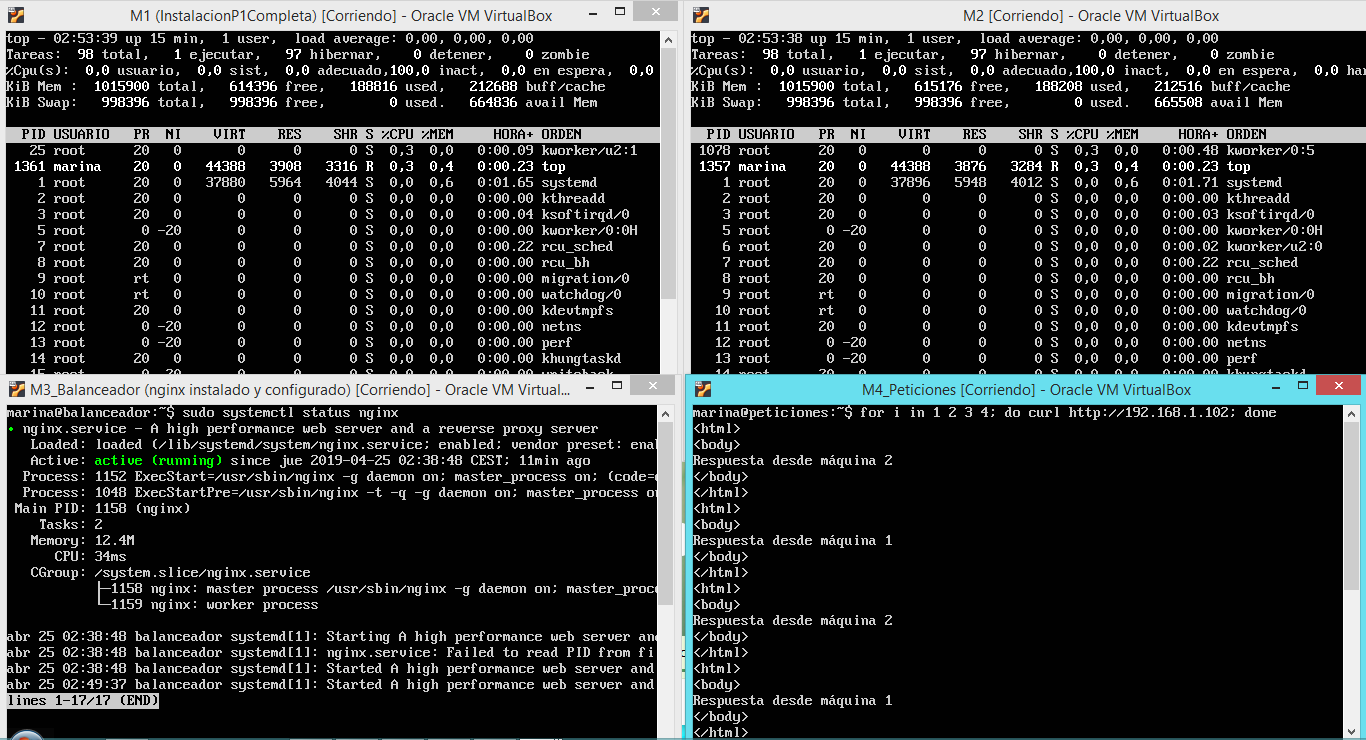 M1 (InstalacionP1Completa) [Corriendo] - Oracle VM VirtualBox
top - 02:53:39 up 15 min,  1 user,  load average: 0,00, 0,00, 0,00
Tareas:  98 total,   1 ejecutar,   97 hibernar,    0 detener,    0 zombie
%Cpu(s):  0,0 usuario,  0,0 sist,  0,0 adecuado,100,0 inact,  0,0 en espera,  0,0
KiB Mem :  1015900 total,   614396 free,   188816 used,   212688 buff/cache
KiB Swap:   998396 total,   998396 free,        0 used.   664836 avail Mem
PID USUARIO   PR  NI    VIRT    RES    SHR S %CPU %MEM     HORA+ ORDEN
25 root      20   0       0      0      0 S  0,3  0,0   0:00.09 kworker/u2:1
1361 marina    20   0   44388   3908   3316 R  0,3  0,4   0:00.23 top
1 root      20   0   37880   5964   4044 S  0,0  0,6   0:01.65 systemd
2 root      20   0       0      0      0 S  0,0  0,0   0:00.00 kthreadd
3 root      20   0       0      0      0 S  0,0  0,0   0:00.04 ksoftirqd/0
5 root       0 -20       0      0      0 S  0,0  0,0   0:00.00 kworker/0:0H
7 root      20   0       0      0      0 S  0,0  0,0   0:00.22 rcu_sched
8 root      20   0       0      0      0 S  0,0  0,0   0:00.00 rcu_bh
9 root      rt   0       0      0      0 S  0,0  0,0   0:00.00 migration/0
10 root      rt   0       0      0      0 S  0,0  0,0   0:00.00 watchdog/0
11 root      20   0       0      0      0 S  0,0  0,0   0:00.00 kdevtmpfs
12 root       0 -20       0      0      0 S  0,0  0,0   0:00.00 netns
13 root       0 -20       0      0      0 S  0,0  0,0   0:00.00 perf
14 root      20   0       0      0      0 S  0,0  0,0   0:00.00 khungtaskd
M2 [Corriendo] - Oracle VM VirtualBox
top - 02:53:38 up 15 min,  1 user,  load average: 0,00, 0,00, 0,00
Tareas:  98 total,   1 ejecutar,   97 hibernar,    0 detener,    0 zombie
%Cpu(s):  0,0 usuario,  0,0 sist,  0,0 adecuado,100,0 inact,  0,0 en espera,  0,0 har
KiB Mem :  1015900 total,   615176 free,   188208 used,   212516 buff/cache
KiB Swap:   998396 total,   998396 free,        0 used.   665508 avail Mem
PID USUARIO   PR  NI    VIRT    RES    SHR S %CPU %MEM     HORA+ ORDEN
1078 root      20   0       0      0      0 S  0,3  0,0   0:00.48 kworker/0:5
1357 marina    20   0   44388   3876   3284 R  0,3  0,4   0:00.23 top
1 root      20   0   37896   5948   4012 S  0,0  0,6   0:01.71 systemd
2 root      20   0       0      0      0 S  0,0  0,0   0:00.00 kthreadd
3 root      20   0       0      0      0 S  0,0  0,0   0:00.03 ksoftirqd/0
5 root       0 -20       0      0      0 S  0,0  0,0   0:00.00 kworker/0:0H
6 root      20   0       0      0      0 S  0,0  0,0   0:00.02 kworker/u2:0
7 root      20   0       0      0      0 S  0,0  0,0   0:00.22 rcu_sched
8 root      20   0       0      0      0 S  0,0  0,0   0:00.00 rcu_bh
9 root      rt   0       0      0      0 S  0,0  0,0   0:00.00 migration/0
10 root      rt   0       0      0      0 S  0,0  0,0   0:00.00 watchdog/0
11 root      20   0       0      0      0 S  0,0  0,0   0:00.00 kdevtmpfs
12 root       0 -20       0      0      0 S  0,0  0,0   0:00.00 netns
13 root       0 -20       0      0      0 S  0,0  0,0   0:00.00 perf
M3_Balanceador (nginx instalado y configurado) [Corriendo] - Oracle VM Virtual...
marina@balanceador:~$ sudo systemctl status nginx
● nginx.service - A high performance web server and a reverse proxy server
Loaded: loaded (/lib/systemd/system/nginx.service; enabled; vendor preset: enab
Active: active (running) since jue 2019-04-25 02:38:48 CEST; 11min ago
Process: 1152 ExecStart=/usr/sbin/nginx -g daemon on; master_process on; (code=e
Process: 1048 ExecStartPre=/usr/sbin/nginx -t -q -g daemon on; master_process on
Main PID: 1158 (nginx)
Tasks: 2
Memory: 12.4M
CPU: 34ms
CGroup: /system.slice/nginx.service
├─1158 nginx: master process /usr/sbin/nginx -g daemon on; master_proce
└─1159 nginx: worker process
abr 25 02:38:48 balanceador systemd[1]: Starting A high performance web server and
abr 25 02:38:48 balanceador systemd[1]: nginx.service: Failed to read PID from fi
abr 25 02:38:48 balanceador systemd[1]: Started A high performance web server and
abr 25 02:49:37 balanceador systemd[1]: Started A high performance web server and
lines 1-17/17 (END)
M4_Peticiones [Corriendo] - Oracle VM VirtualBox
marina@peticiones:~$ for i in 1 2 3 4; do curl http://192.168.1.102; done
<html>
<body>
Respuesta desde máquina 2
</body>
</html>
<html>
<body>
Respuesta desde máquina 1
</body>
</html>
<html>
<body>
Respuesta desde máquina 2
</body>
</html>
<html>
<body>
Respuesta desde máquina 1
</body>
</html>